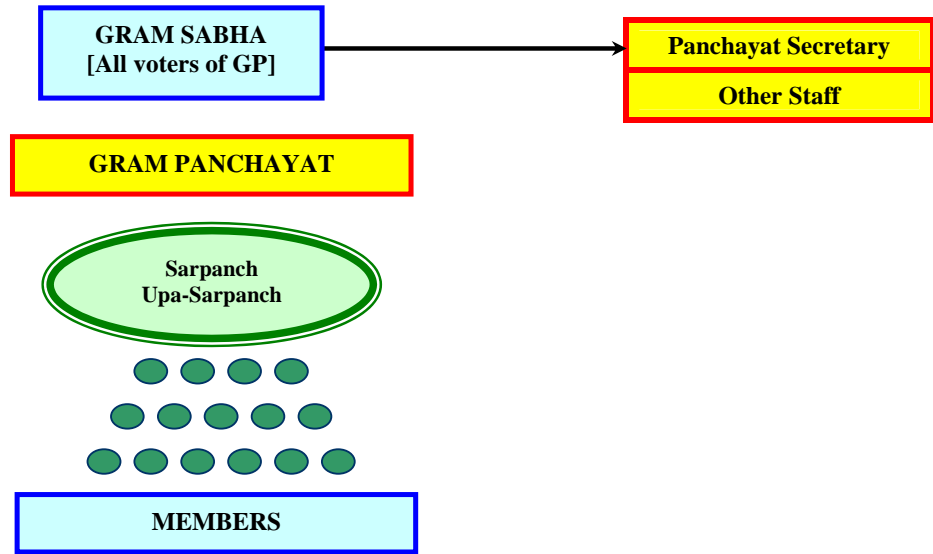 GRAM SABHA
[All voters of GP]
Panchayat Secretary
Other Staff
GRAM PANCHAYAT
Sarpanch
Upa-Sarpanch
MEMBERS